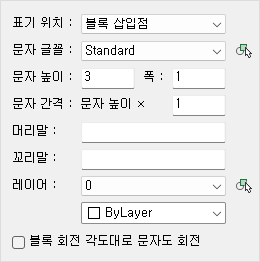 표기 위치 : 블록 삽입점
문자 글꼴 : Standard
문자 높이 : 3 폭 : 1
문자 간격 : 문자 높이 × 1
머리말 :
꼬리말 :
레이어 : 0
ByLayer
블록 회전 각도대로 문자도 회전